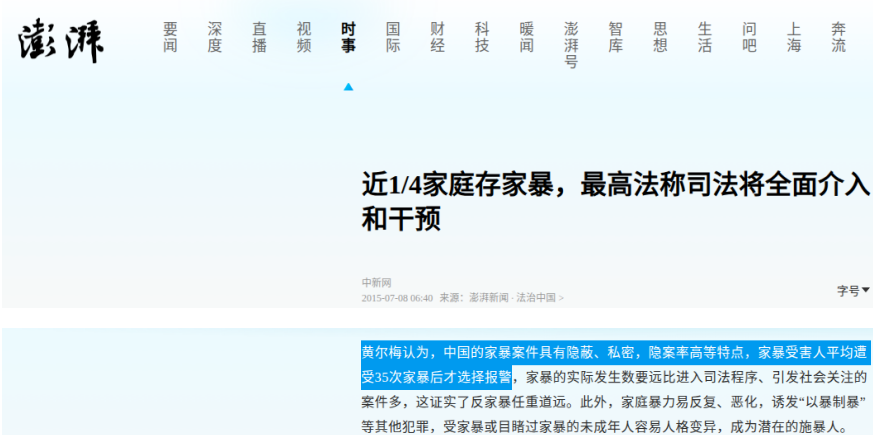 澎湃
要闻 深度 直播 视频 时事 国际 财经 科技 暖闻 澎湃号 智库 思想 生活 问吧 上海 奔流
近1/4家庭存家暴，最高法称司法将全面介入
和干预
中新网
2015-07-08 06:40 来源：澎湃新闻 · 法治中国 >
字号
黄尔梅认为，中国的家暴案件具有隐蔽、私密，隐案率高等特点，家暴受害人平均遭
受35次家暴后才选择报警，家暴的实际发生数要远比进入司法程序、引发社会关注的
案件多，这证实了反家暴任重道远。此外，家庭暴力易反复、恶化，诱发“以暴制暴”
等其他犯罪，受家暴或目睹过家暴的未成年人容易人格变异，成为潜在的施暴人。